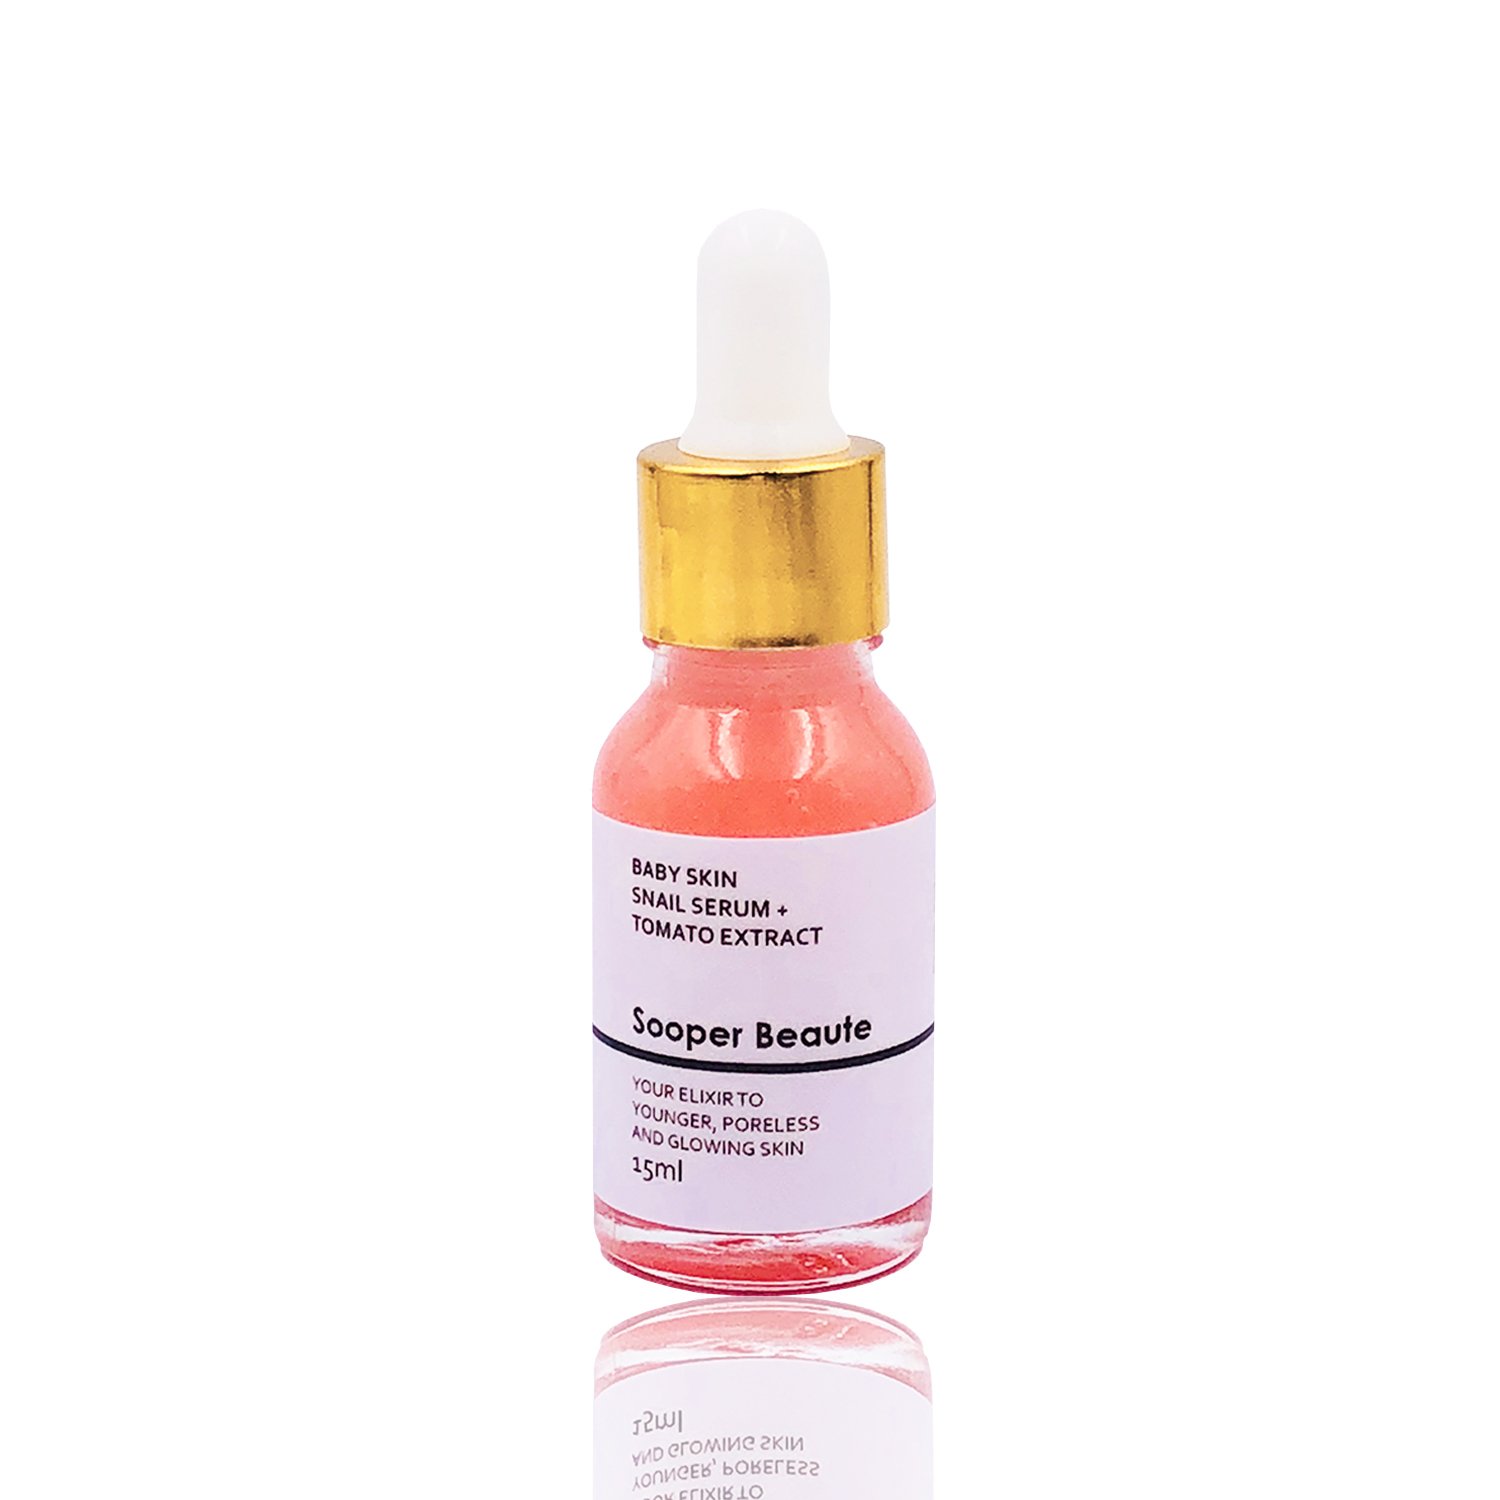 BABY SKIN
SNAIL SERUM +
TOMATO EXTRACT
Sooper Beaute
YOUR ELIXIR TO
YOUNGER, PORELESS
AND GLOWING SKIN
15ml